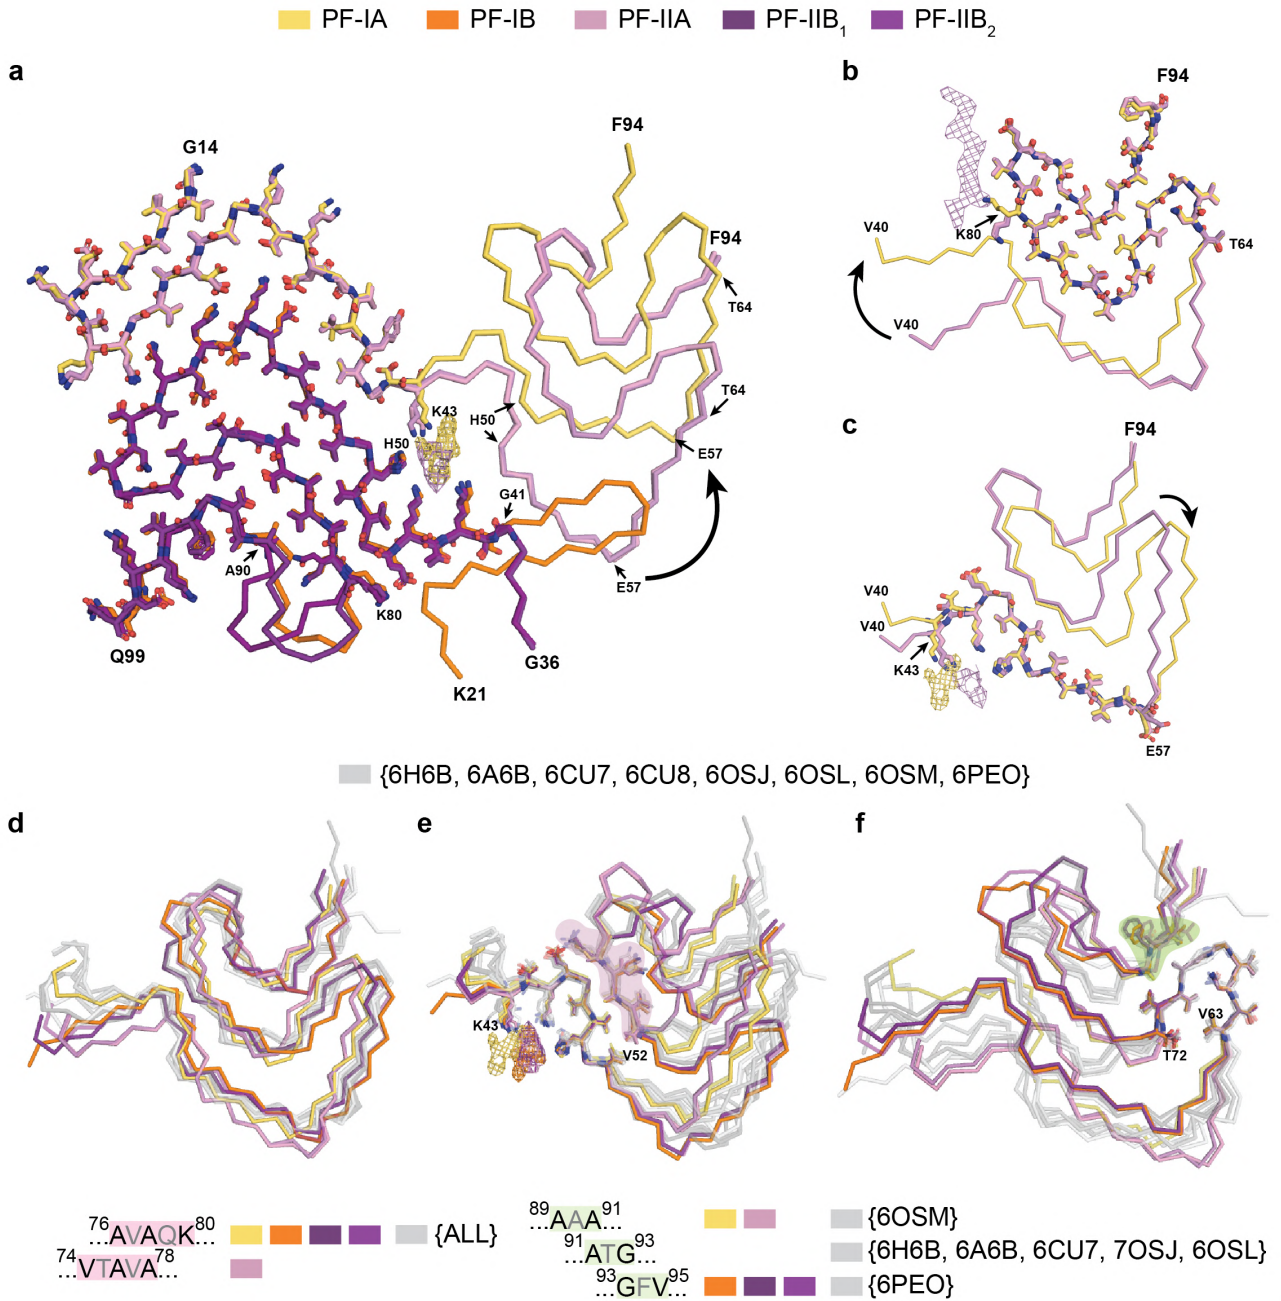 PF-IA PF-IB PF-IIA PF-IIB1 PF-IIB2
a
G14
F94
F94
T64
T64
K43
H50
H50
E57
G41
E57
A90
K80
Q99
G36
K21
b
F94
V40
K80
T64
V40
c
F94
V40
V40
K43
E57
{6H6B, 6A6B, 6CU7, 6CU8, 6OSJ, 6OSL, 6OSM, 6PEO}
d
e
K43
V52
f
V63
T72
76 ...AVAQK... 80 {ALL}
74 ...VTAVA... 78
89 ...AAA... 91 {6OSM}
91 ...ATG... 93 {6H6B, 6A6B, 6CU7, 7OSJ, 6OSL}
93 ...GFV... 95 {6PEO}